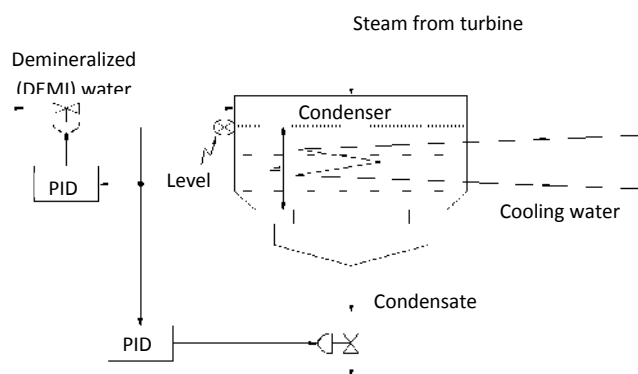 Steam from turbine
Demineralized
(DEMI) water
Condenser
PID
Level
Cooling water
Condensate
PID